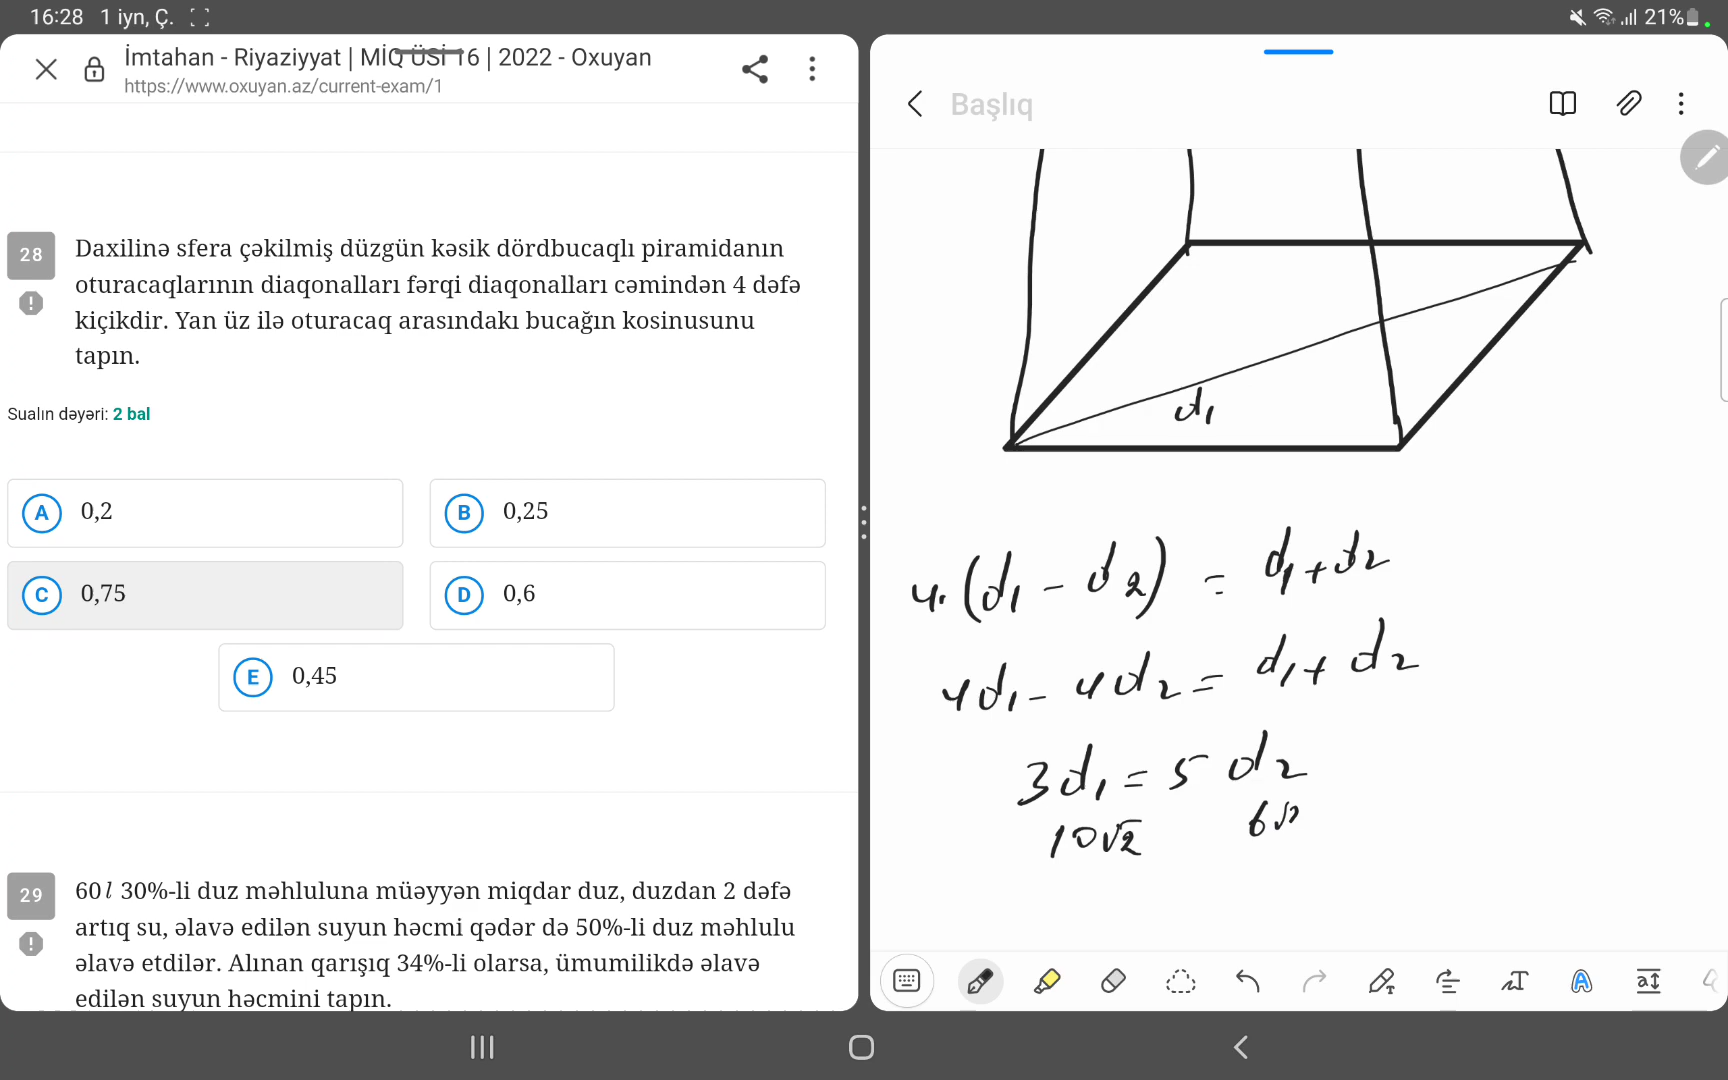 16:28 1 iyn, Ç.
21%
İmtahan - Riyaziyyat | MİQ ÜSİ 16 | 2022 - Oxuyan
https://www.oxuyan.az/current-exam/1
28
Daxilinə sfera çəkilmiş düzgün kəsik dördbucaqlı piramidanın
oturacaqlarının diaqonalları fərqi diaqonalları cəmindən 4 dəfə
kiçikdir. Yan üz ilə oturacaq arasındakı bucağın kosinusunu
tapın.
Sualın dəyəri: 2 bal
A 0,2
B 0,25
C 0,75
D 0,6
E 0,45
29
60 l 30%-li duz məhluluna müəyyən miqdar duz, duzdan 2 dəfə
artıq su, əlavə edilən suyun həcmi qədər də 50%-li duz məhlulu
əlavə etdilər. Alınan qarışıq 34%-li olarsa, ümumilikdə əlavə
edilən suyun həcmini tapın.
Başlıq
d1
4·(d1 - d2) = d1+d2
4d1 - 4d2 = d1 + d2
3d1 = 5d2
10√2 6√2